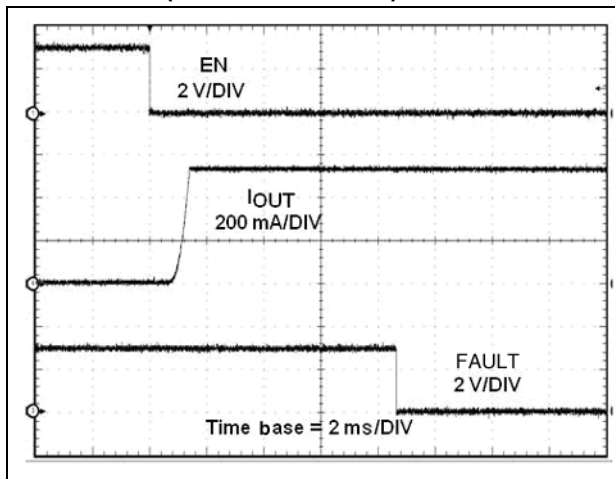 EN
2 V/DIV
IOUT
200 mA/DIV
FAULT
2 V/DIV
Time base = 2 ms/DIV